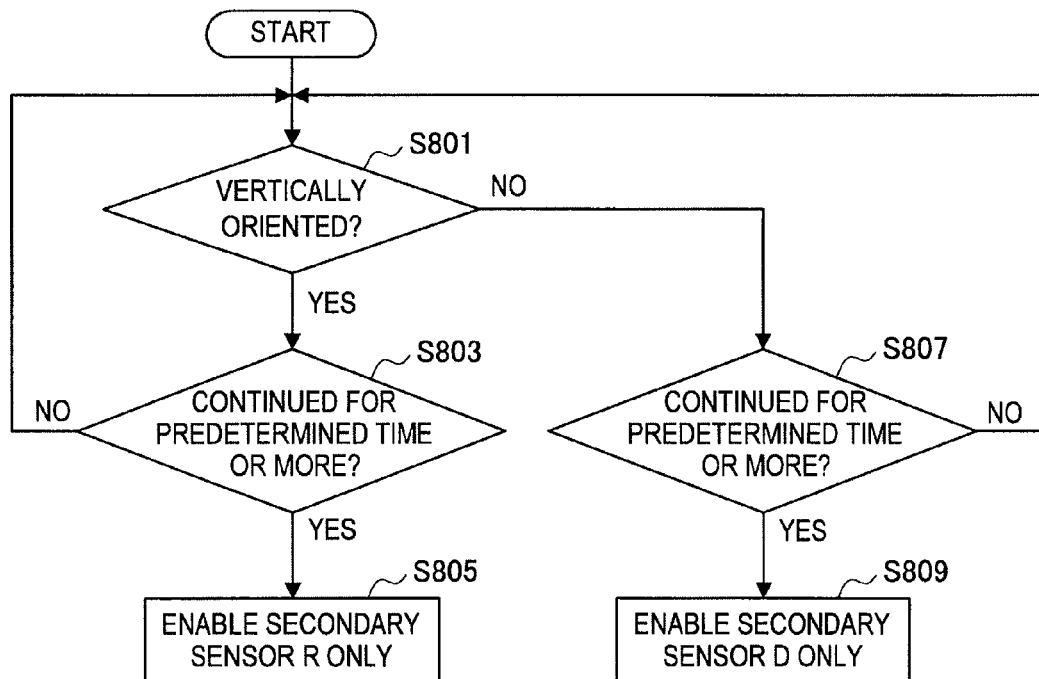 START
S801
VERTICALLY
ORIENTED?
NO
YES
S803
CONTINUED FOR
PREDETERMINED TIME
OR MORE?
NO
YES
S805
ENABLE SECONDARY
SENSOR R ONLY
S807
CONTINUED FOR
PREDETERMINED TIME
OR MORE?
NO
YES
S809
ENABLE SECONDARY
SENSOR D ONLY